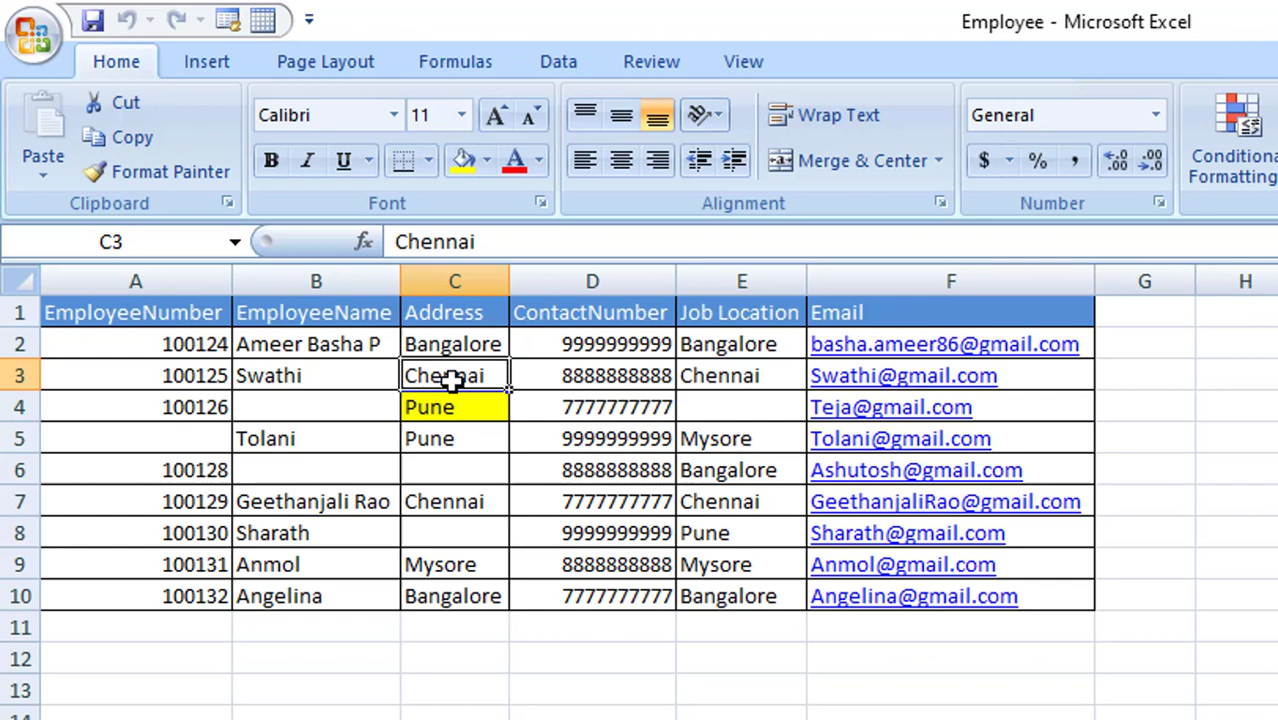 Employee - Microsoft Excel
Home Insert Page Layout Formulas Data Review View
Paste Cut Copy Format Painter Clipboard
Calibri 11 B I U A A A Font
Wrap Text Merge & Center Alignment
General $ % , .00 .00 Number
Conditiona
Formatting
C3 fx Chennai
A B C D E F G H
1 EmployeeNumber EmployeeName Address ContactNumber Job Location Email
2 100124 Ameer Basha P Bangalore 9999999999 Bangalore basha.ameer86@gmail.com
3 100125 Swathi Chennai 8888888888 Chennai Swathi@gmail.com
4 100126 Pune 7777777777 Teja@gmail.com
5 Tolani Pune 9999999999 Mysore Tolani@gmail.com
6 100128 8888888888 Bangalore Ashutosh@gmail.com
7 100129 Geethanjali Rao Chennai 7777777777 Chennai GeethanjaliRao@gmail.com
8 100130 Sharath 9999999999 Pune Sharath@gmail.com
9 100131 Anmol Mysore 8888888888 Mysore Anmol@gmail.com
10 100132 Angelina Bangalore 7777777777 Bangalore Angelina@gmail.com
11
12
13
14